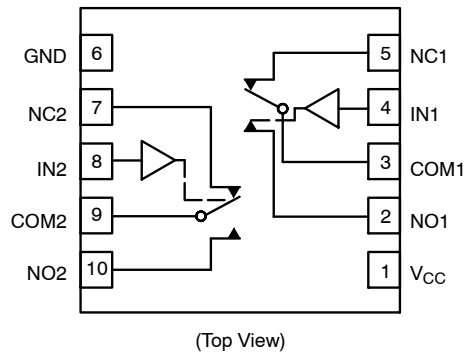 GND 6 5 NC1
NC2 7 4 IN1
IN2 8 3 COM1
COM2 9 2 NO1
NO2 10 1 VCC
(Top View)